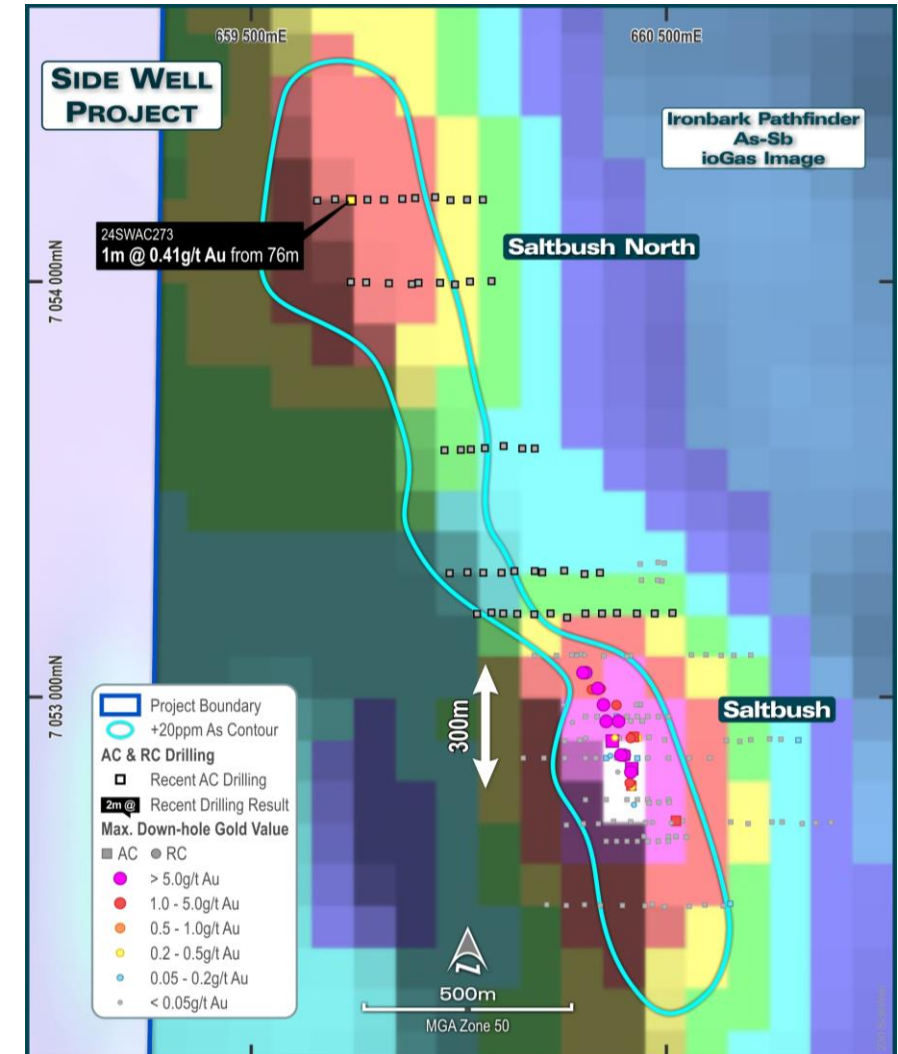 659 500mE
660 500mE
SIDE WELL
PROJECT
Ironbark Pathfinder
As-Sb
ioGas Image
24SWAC273
1m @ 0.41g/t Au from 76m
Saltbush North
7 054 000mN
7 053 000mN
300m
Saltbush
Project Boundary
+20ppm As Contour
AC & RC Drilling
Recent AC Drilling
2m @ Recent Drilling Result
Max. Down-hole Gold Value
AC RC
> 5.0g/t Au
1.0 - 5.0g/t Au
0.5 - 1.0g/t Au
0.2 - 0.5g/t Au
0.05 - 0.2g/t Au
< 0.05g/t Au
500m
MGA Zone 50